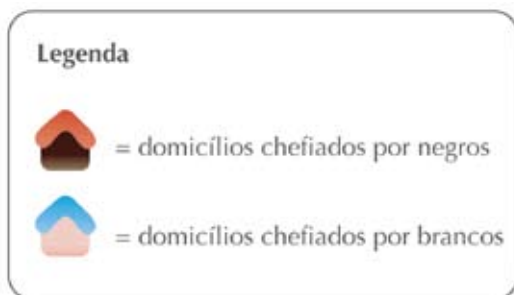 Legenda
= domicílios chefiados por negros
= domicílios chefiados por brancos